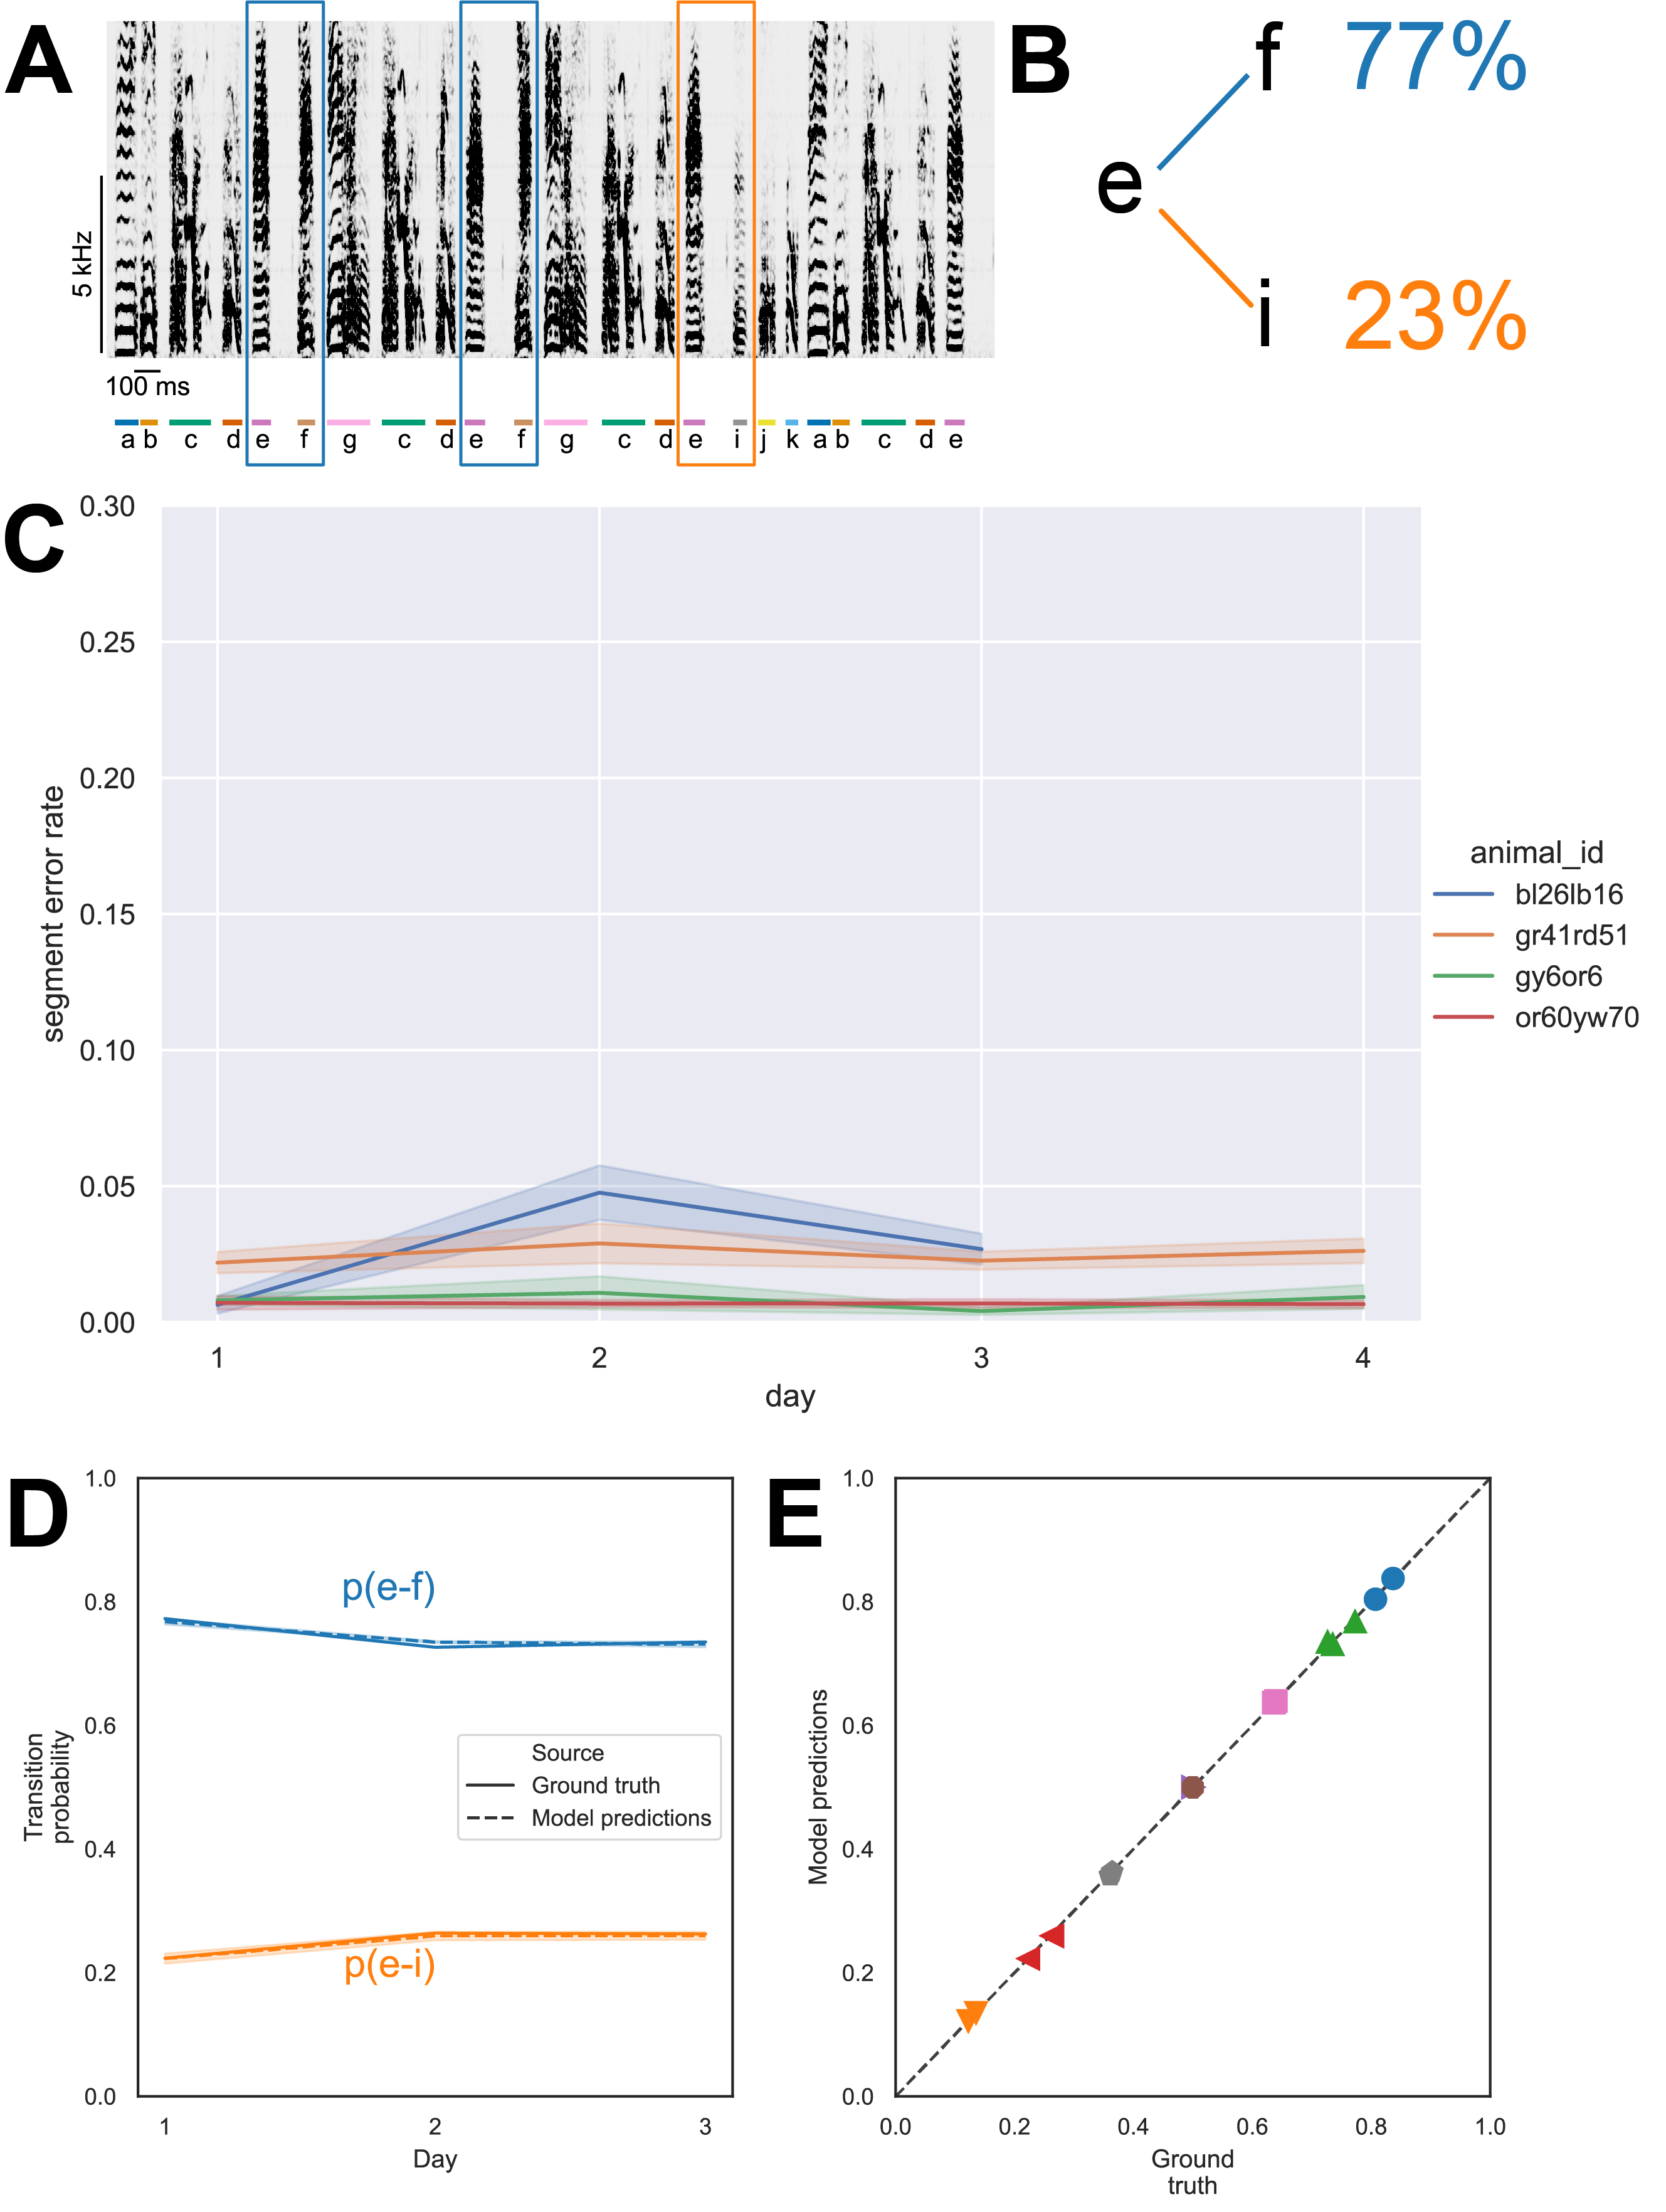 A
5 kHz
100 ms
a b c d e f g c d e f g c d e i j k a b c d e
B
e
f 77%
i 23%
C
0.30
0.25
0.20
0.15
0.10
0.05
0.00
segment error rate
1 2 3 4
day
animal_id
bl26lb16
gr41rd51
gy6or6
or60yw70
D
1.0
0.8
0.6
0.4
0.2
0.0
Transition
probability
p(e-f)
Source
Ground truth
Model predictions
p(e-i)
1 2 3
Day
E
1.0
0.8
0.6
0.4
0.2
0.0
Model predictions
0.0 0.2 0.4 0.6 0.8 1.0
Ground
truth